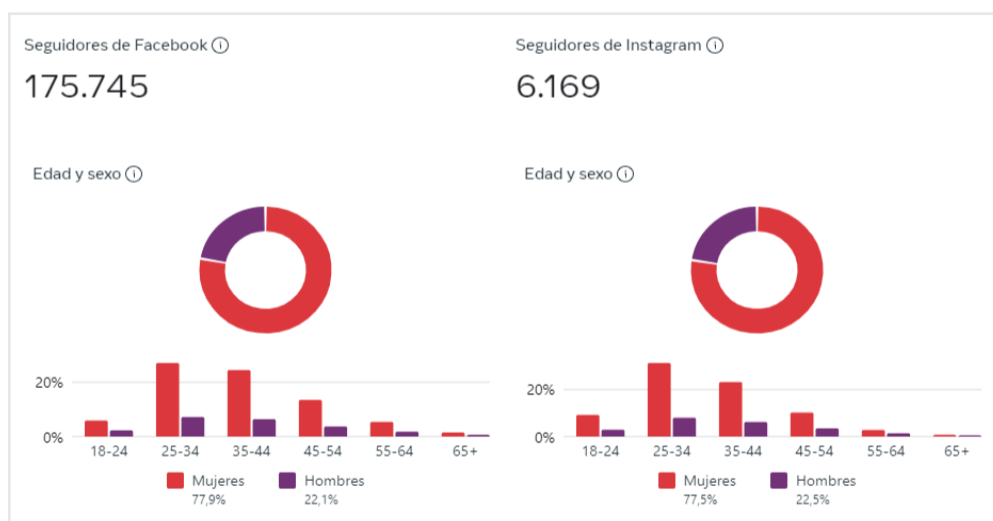 Seguidores de Facebook
175.745
Edad y sexo
20%
0%
18-24 25-34 35-44 45-54 55-64 65+
Mujeres Hombres
77,9% 22,1%
Seguidores de Instagram
6.169
Edad y sexo
20%
0%
18-24 25-34 35-44 45-54 55-64 65+
Mujeres Hombres
77,5% 22,5%